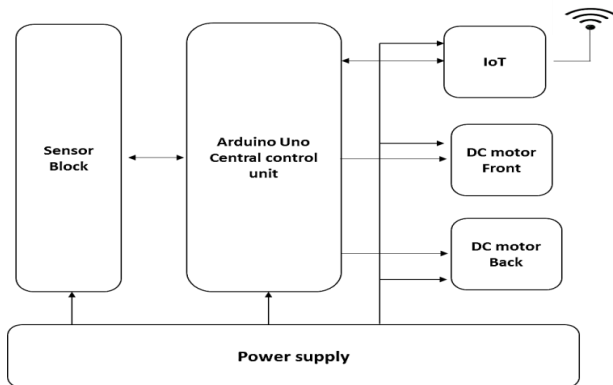 IoT
Sensor
Block
Arduino Uno
Central control
unit
DC motor
Front
DC motor
Back
Power supply